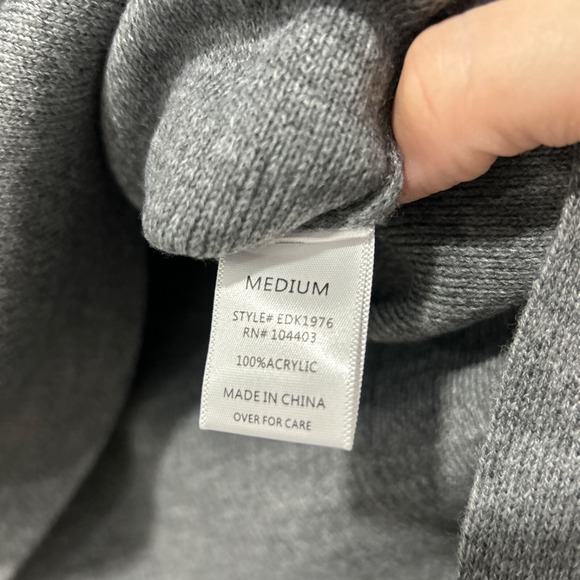 MEDIUM
STYLE# EDK1976
RN# 104403
100%ACRYLIC
MADE IN CHINA
OVER FOR CARE